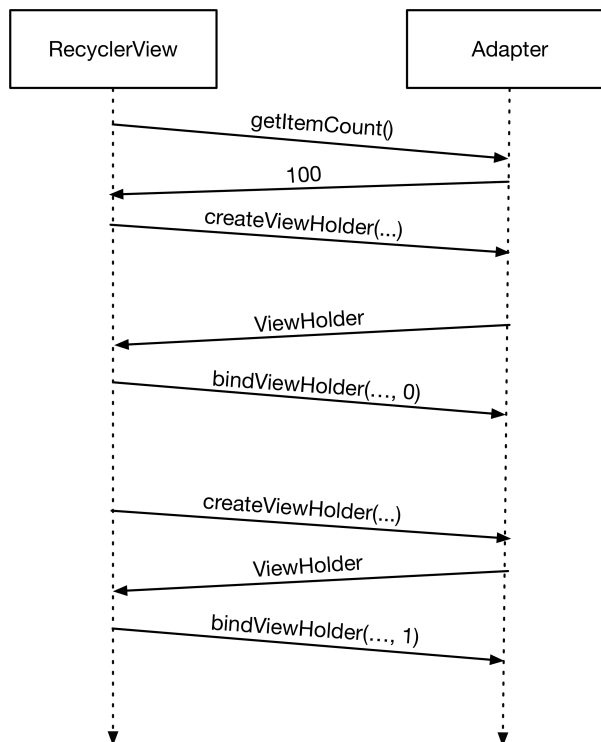 RecyclerView
Adapter
getItemCount()
100
createViewHolder(...)
ViewHolder
bindViewHolder(…, 0)
createViewHolder(...)
ViewHolder
bindViewHolder(…, 1)